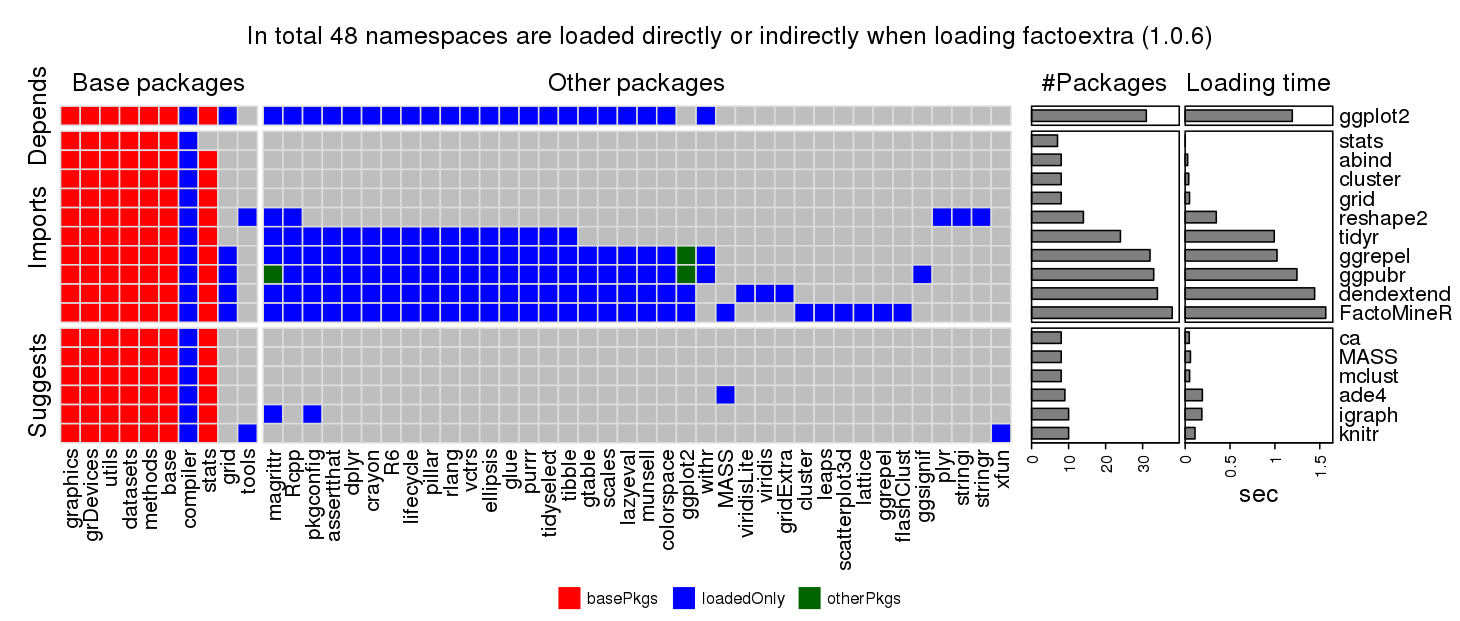 In total 48 namespaces are loaded directly or indirectly when loading factoextra (1.0.6)
Base packages
Other packages
#Packages
Loading time
Depends
Imports
Suggests
ggplot2
stats
abind
cluster
grid
reshape2
tidyr
ggrepel
ggpubr
dendextend
FactoMineR
ca
MASS
mclust
ade4
igraph
knitr
graphics
grDevices
utils
datasets
methods
base
compiler
stats
grid
tools
magrittr
Rcpp
pkgconfig
assertthat
dplyr
crayon
R6
lifecycle
pillar
rlang
vctrs
ellipsis
glue
purrr
tidyselect
tibble
gtable
scales
lazyeval
munsell
colorspace
ggplot2
withr
MASS
viridisLite
viridis
gridExtra
cluster
leaps
scatterplot3d
lattice
ggrepel
flashClust
ggsignif
plyr
stringi
stringr
xfun
0
10
20
30
0
0.5
1
1.5
sec
basePkgs
loadedOnly
otherPkgs